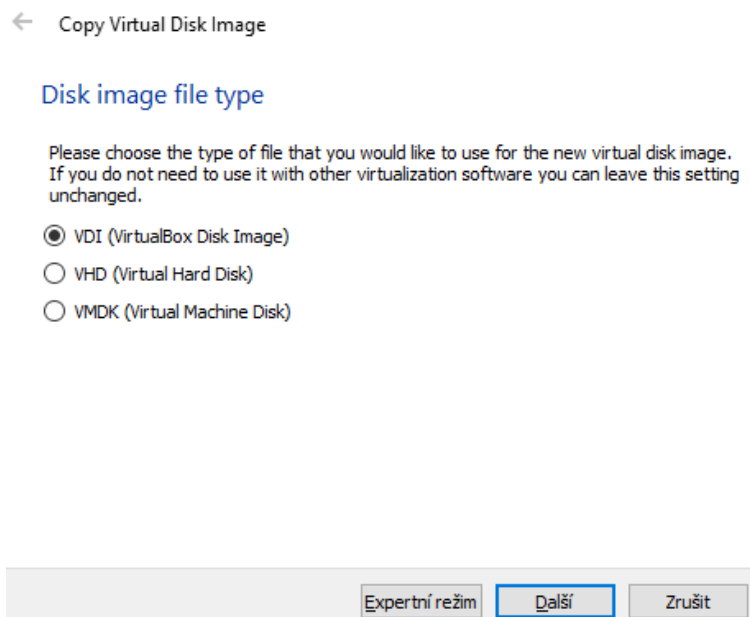 Copy Virtual Disk Image
Disk image file type
Please choose the type of file that you would like to use for the new virtual disk image.
If you do not need to use it with other virtualization software you can leave this setting
unchanged.
VDI (VirtualBox Disk Image)
VHD (Virtual Hard Disk)
VMDK (Virtual Machine Disk)
Expertní režim Další Zrušit